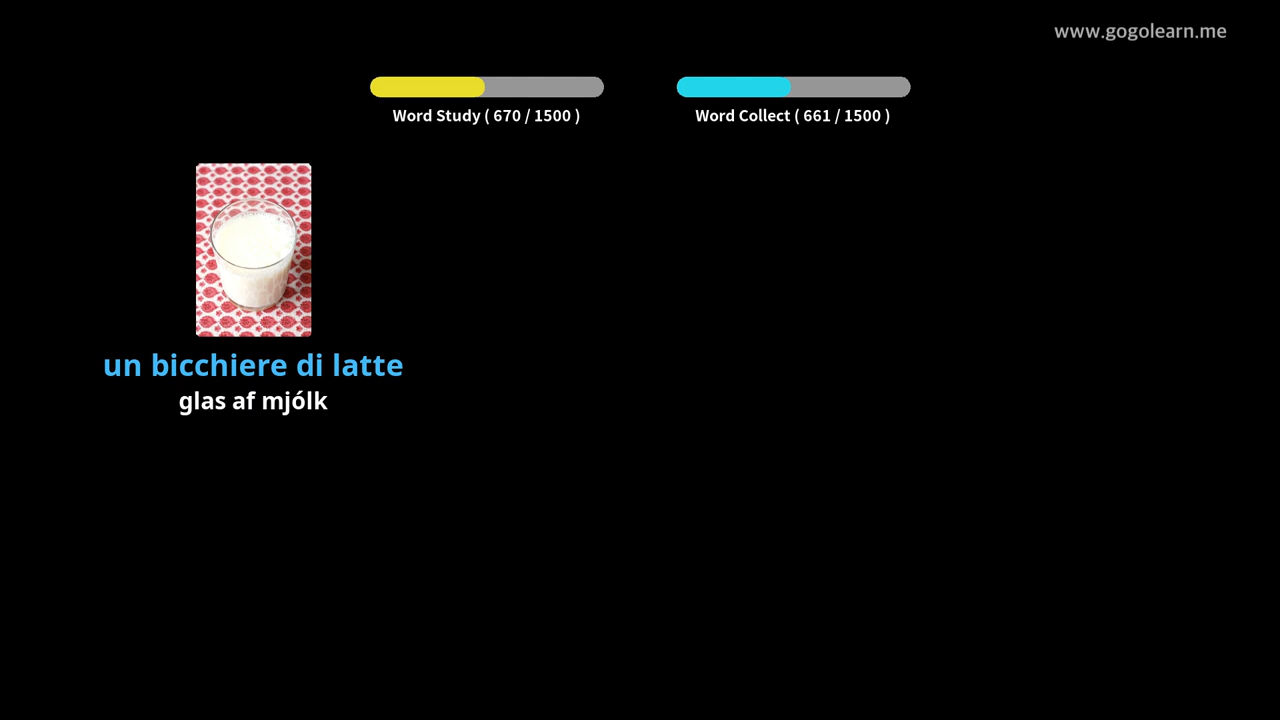 www.gogolearn.me
Word Study ( 670 / 1500 )
Word Collect ( 661 / 1500 )
un bicchiere di latte
glas af mjólk